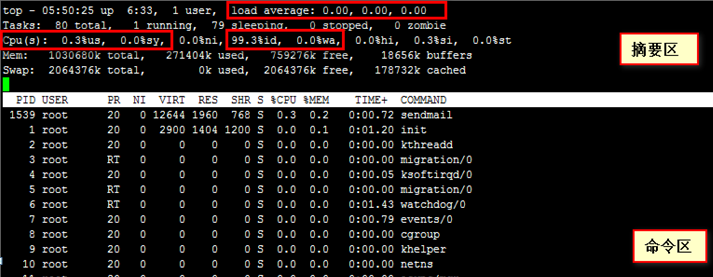 top - 05:50:25 up  6:33,  1 user,  load average: 0.00, 0.00, 0.00
Tasks:  80 total,   1 running,  79 sleeping,   0 stopped,   0 zombie
Cpu(s):  0.3%us,  0.0%sy,  0.0%ni, 99.3%id,  0.0%wa,  0.0%hi,  0.3%si,  0.0%st
摘要区
Mem:   1030680k total,   271404k used,   759276k free,    18656k buffers
Swap:  2064376k total,        0k used,  2064376k free,   178732k cached
PID USER      PR  NI  VIRT  RES  SHR S %CPU %MEM    TIME+  COMMAND
1539 root      20   0 12644 1960  768 S  0.3  0.2   0:00.72 sendmail
1 root      20   0  2900 1404 1200 S  0.0  0.1   0:01.20 init
2 root      20   0     0    0    0 S  0.0  0.0   0:00.00 kthreadd
3 root      RT   0     0    0    0 S  0.0  0.0   0:00.00 migration/0
4 root      20   0     0    0    0 S  0.0  0.0   0:00.05 ksoftirqd/0
5 root      RT   0     0    0    0 S  0.0  0.0   0:00.00 migration/0
6 root      RT   0     0    0    0 S  0.0  0.0   0:01.43 watchdog/0
7 root      20   0     0    0    0 S  0.0  0.0   0:00.79 events/0
8 root      20   0     0    0    0 S  0.0  0.0   0:00.00 cgroup
9 root      20   0     0    0    0 S  0.0  0.0   0:00.00 khelper
命令区
10 root      20   0     0    0    0 S  0.0  0.0   0:00.00 netns